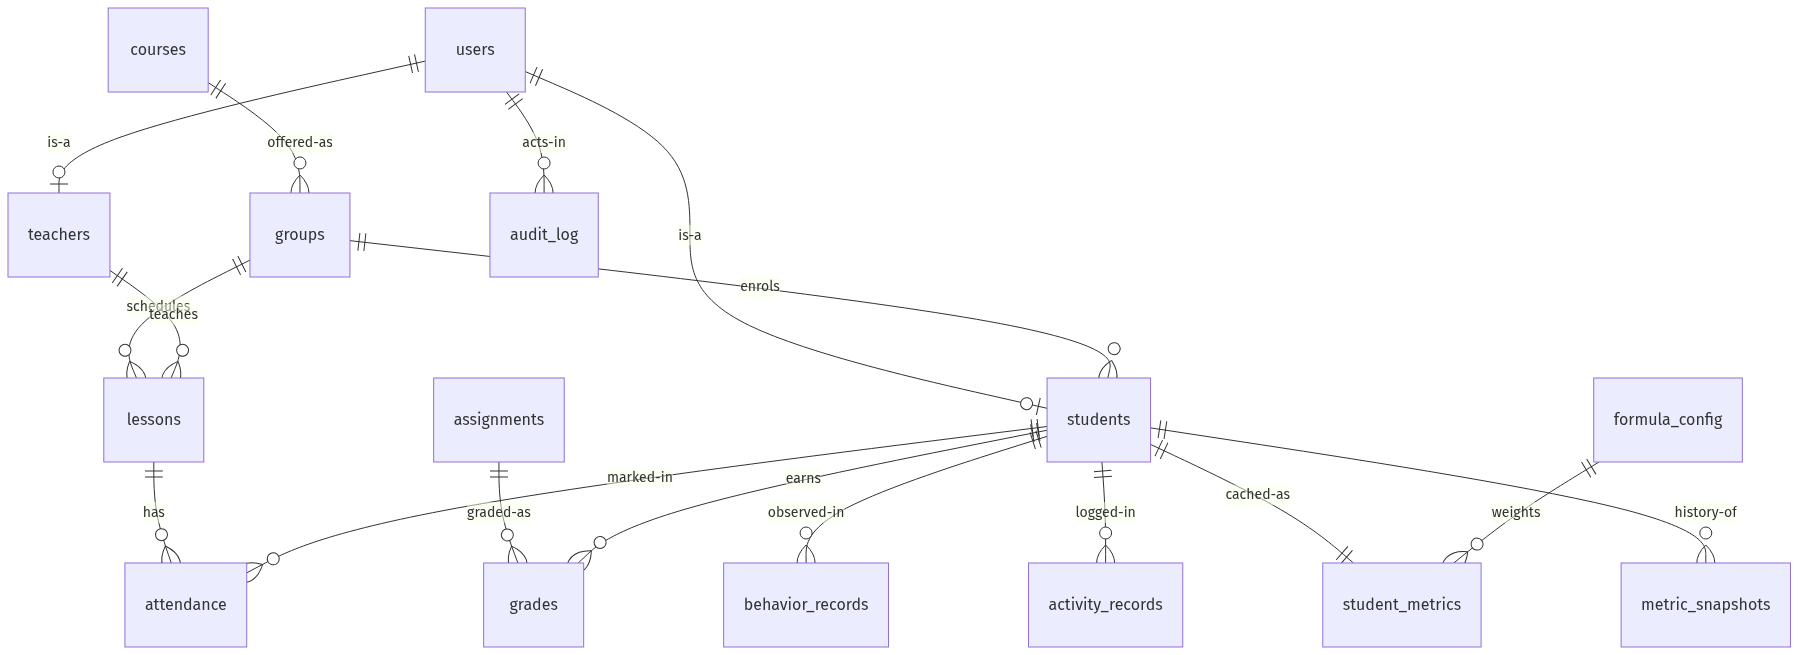 courses
users
is-a
offered-as
acts-in
teachers
groups
audit_log
is-a
enrols
schedules
teaches
lessons
assignments
students
formula_config
marked-in
earns
cached-as
has
graded-as
observed-in
logged-in
weights
history-of
attendance
grades
behavior_records
activity_records
student_metrics
metric_snapshots